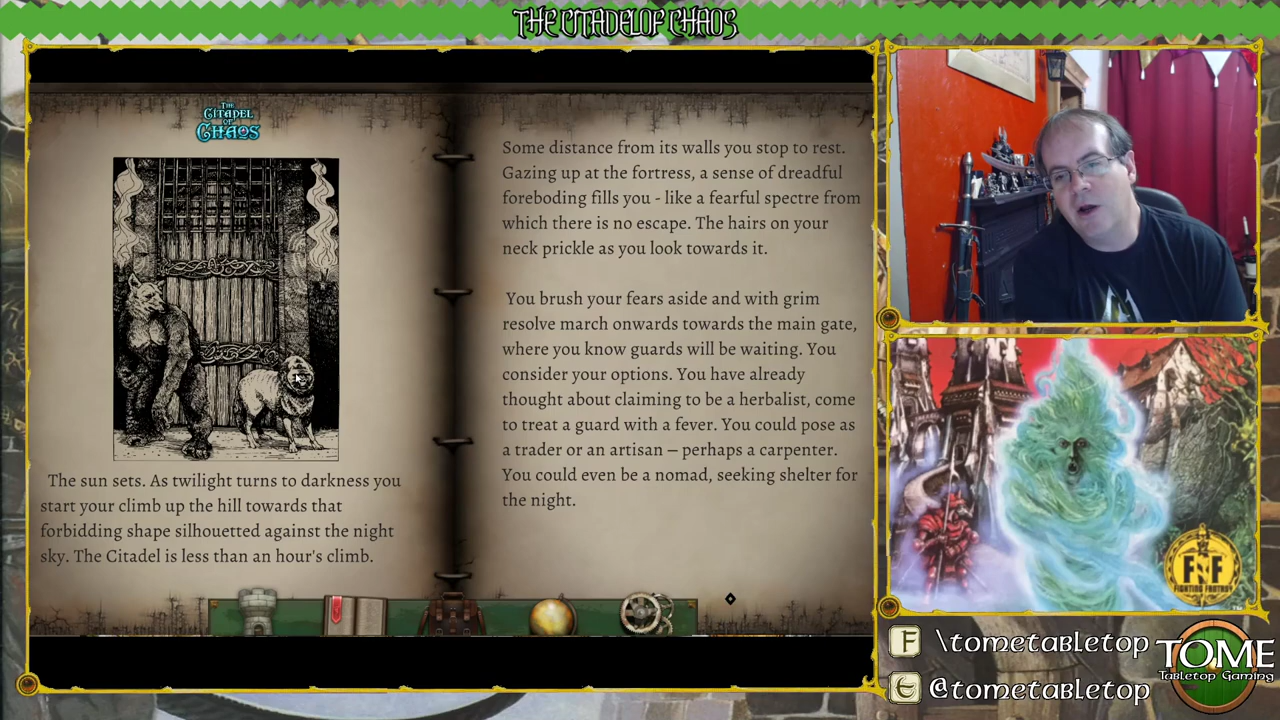 THE CITADEL OF CHAOS
THE
CITADEL
OF
CHAOS
The sun sets. As twilight turns to darkness you
start your climb up the hill towards that
forbidding shape silhouetted against the night
sky. The Citadel is less than an hour's climb.
Some distance from its walls you stop to rest.
Gazing up at the fortress, a sense of dreadful
foreboding fills you - like a fearful spectre from
which there is no escape. The hairs on your
neck prickle as you look towards it.
You brush your fears aside and with grim
resolve march onwards towards the main gate,
where you know guards will be waiting. You
consider your options. You have already
thought about claiming to be a herbalist, come
to treat a guard with a fever. You could pose as
a trader or an artisan – perhaps a carpenter.
You could even be a nomad, seeking shelter for
the night.
FF
FIGHTING FANTASY
TM
F \tometabletop
@tometabletop
TOME
Tabletop Gaming